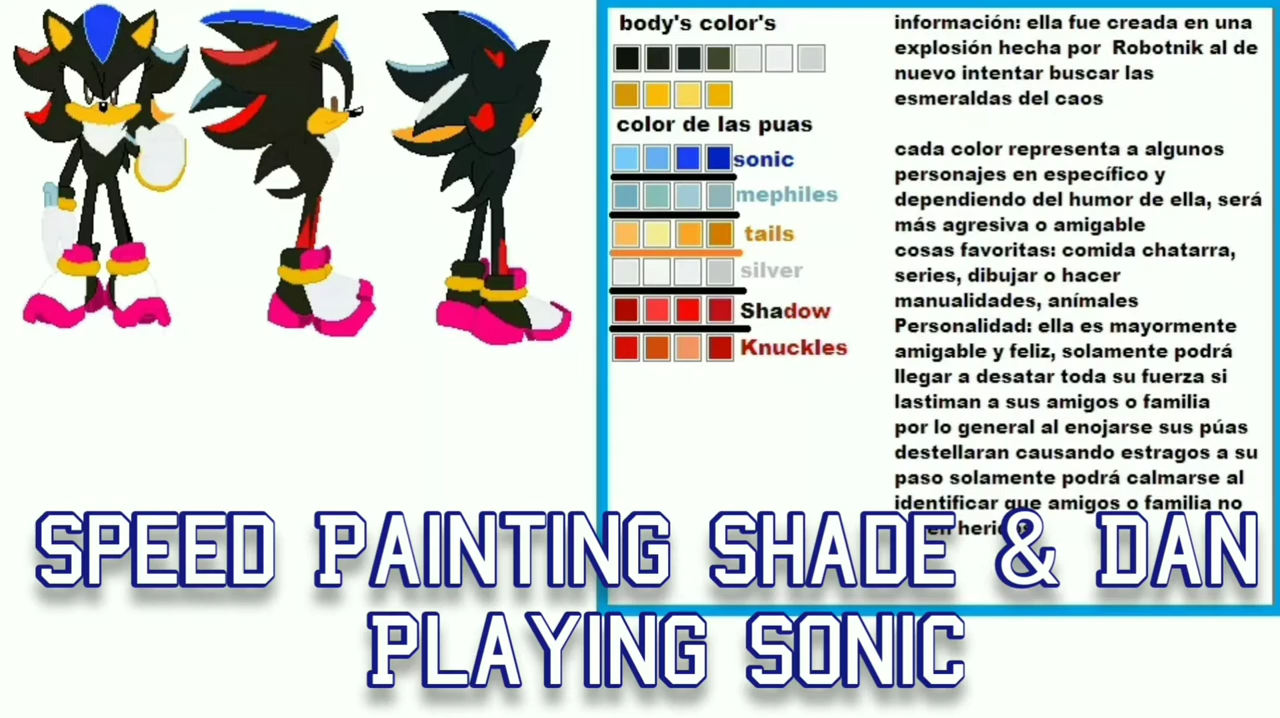 body's color's
color de las puas
sonic
mephiles
tails
silver
Shadow
Knuckles
información: ella fue creada en una
explosión hecha por Robotnik al de
nuevo intentar buscar las
esmeraldas del caos
cada color representa a algunos
personajes en específico y
dependiendo del humor de ella, será
más agresiva o amigable
cosas favoritas: comida chatarra,
series, dibujar o hacer
manualidades, anímales
Personalidad: ella es mayormente
amigable y feliz, solamente podrá
llegar a desatar toda su fuerza si
lastiman a sus amigos o familia
por lo general al enojarse sus púas
destellaran causando estragos a su
paso solamente podrá calmarse al
identificar que amigos o familia no
SPEED PAINTING SHADE & DAN
PLAYING SONIC